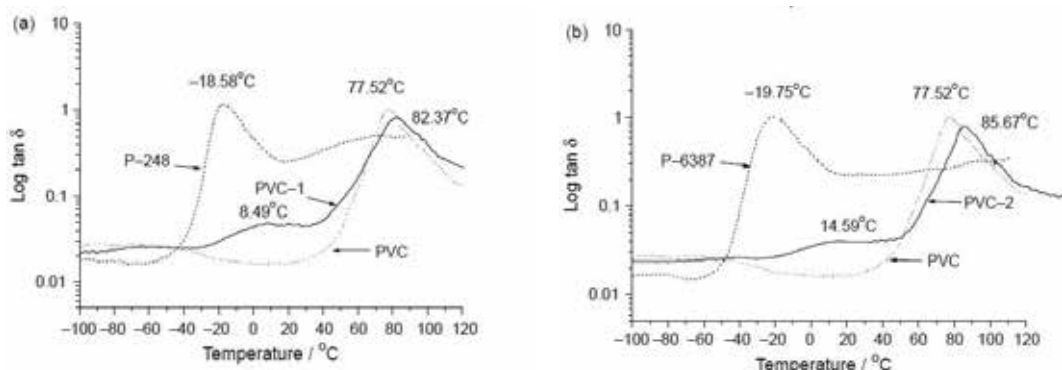 (a)
10
1
0.1
0.01
Log tan δ
−18.58°C
77.52°C
82.37°C
P−248
PVC−1
8.49°C
PVC
−100 −80 −60 −40 −20 0 20 40 60 80 100 120
Temperature / °C
(b)
10
1
0.1
0.01
Log tan δ
−19.75°C
77.52°C
85.67°C
P−6387
PVC−2
14.59°C
PVC
−100 −80 −60 −40 −20 0 20 40 60 80 100 120
Temperature / °C